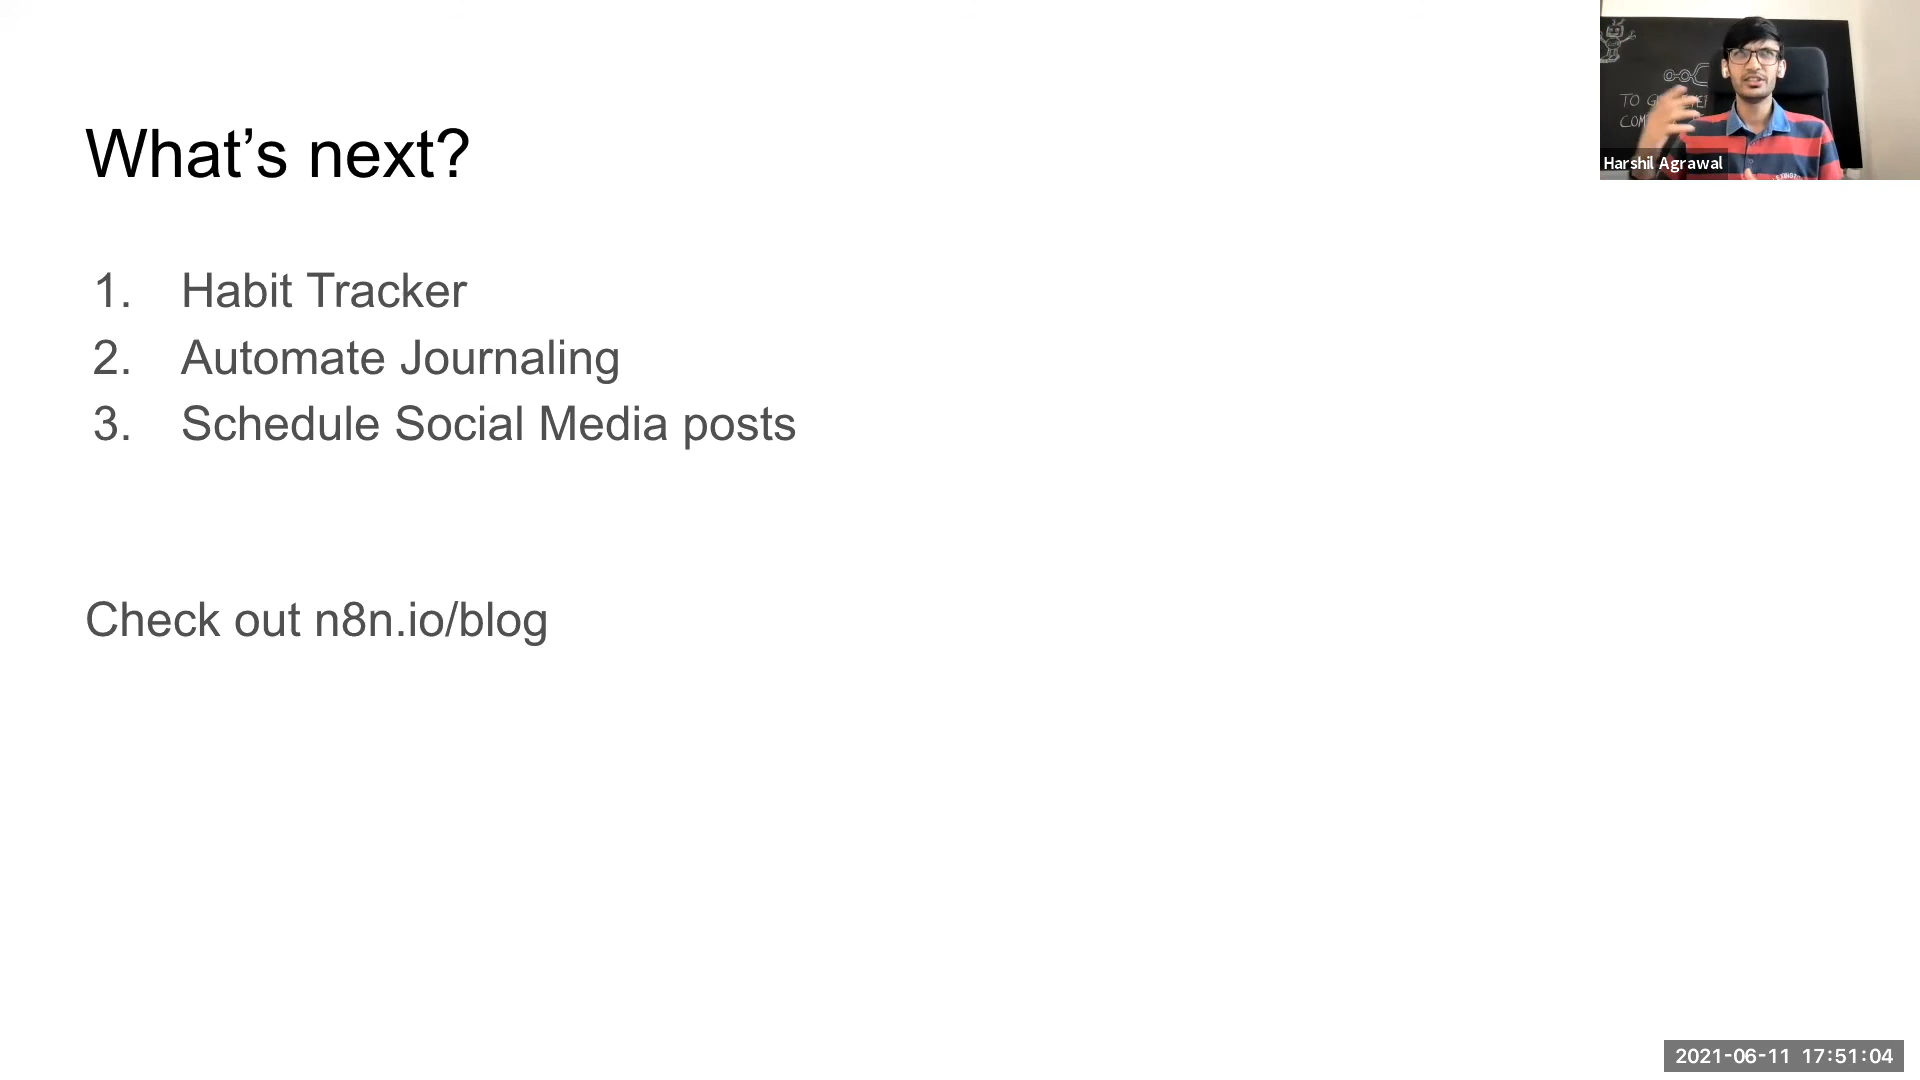 What’s next?
1. Habit Tracker
2. Automate Journaling
3. Schedule Social Media posts
Check out n8n.io/blog
TO
Harshil Agrawal
2021-06-11 17:51:04